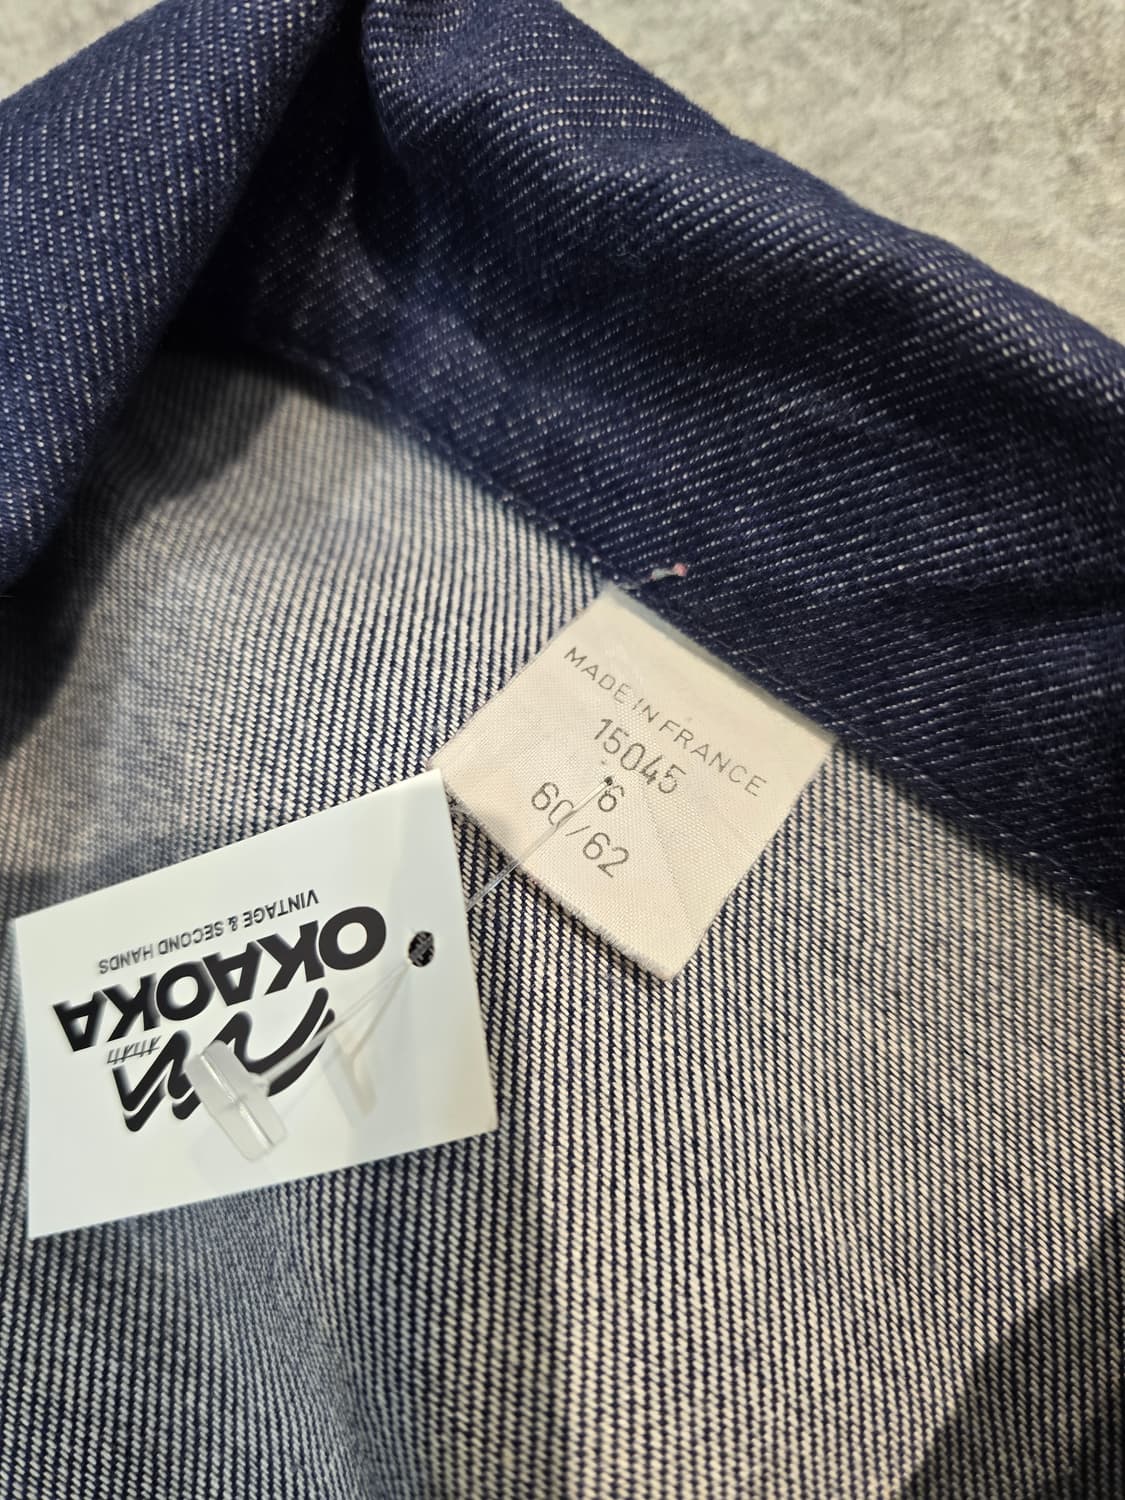 MADE IN FRANCE
15045
6
60/62
OKAOKA
VINTAGE & SECOND HANDS